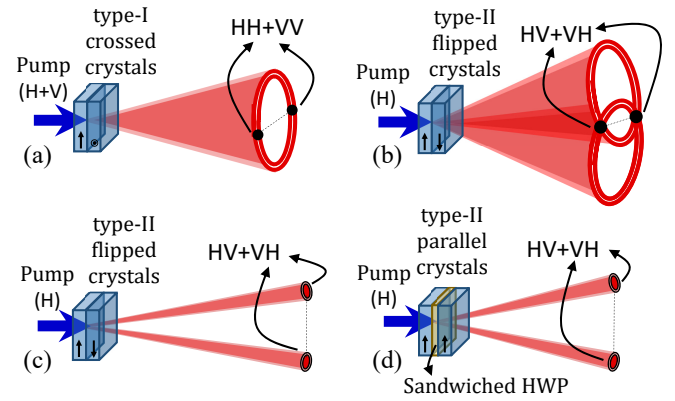 type-I
crossed
crystals
Pump
(H+V)
HH+VV
(a)
type-II
flipped
crystals
Pump
(H)
HV+VH
(b)
type-II
flipped
crystals
Pump
(H)
HV+VH
(c)
type-II
parallel
crystals
Pump
(H)
HV+VH
(d)
Sandwiched HWP